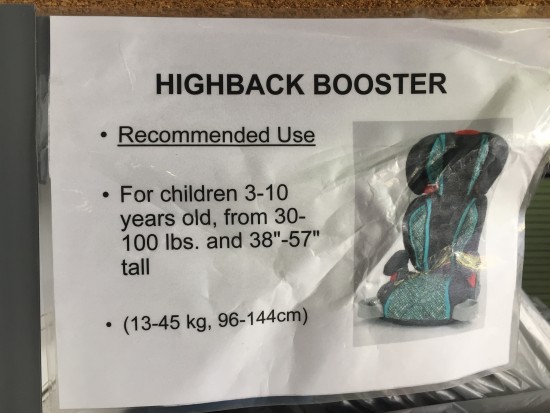 HIGHBACK BOOSTER
• Recommended Use
• For children 3-10
years old, from 30-
100 lbs. and 38"-57"
tall
• (13-45 kg, 96-144cm)